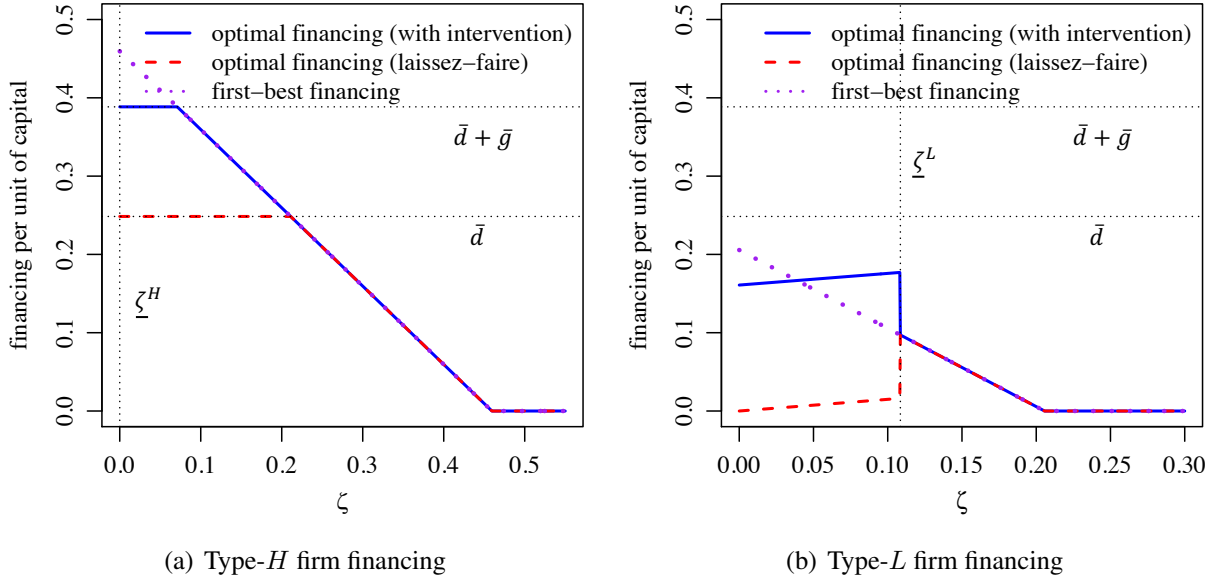 financing per unit of capital
0.5
0.4
0.3
0.2
0.1
0.0
optimal financing (with intervention)
optimal financing (laissez−faire)
first−best financing
d̄ + ḡ
d̄
ζ̲^H
0.0 0.1 0.2 0.3 0.4 0.5
ζ
(a) Type-H firm financing
financing per unit of capital
0.5
0.4
0.3
0.2
0.1
0.0
optimal financing (with intervention)
optimal financing (laissez−faire)
first−best financing
d̄ + ḡ
ζ̲^L
d̄
0.00 0.05 0.10 0.15 0.20 0.25 0.30
ζ
(b) Type-L firm financing